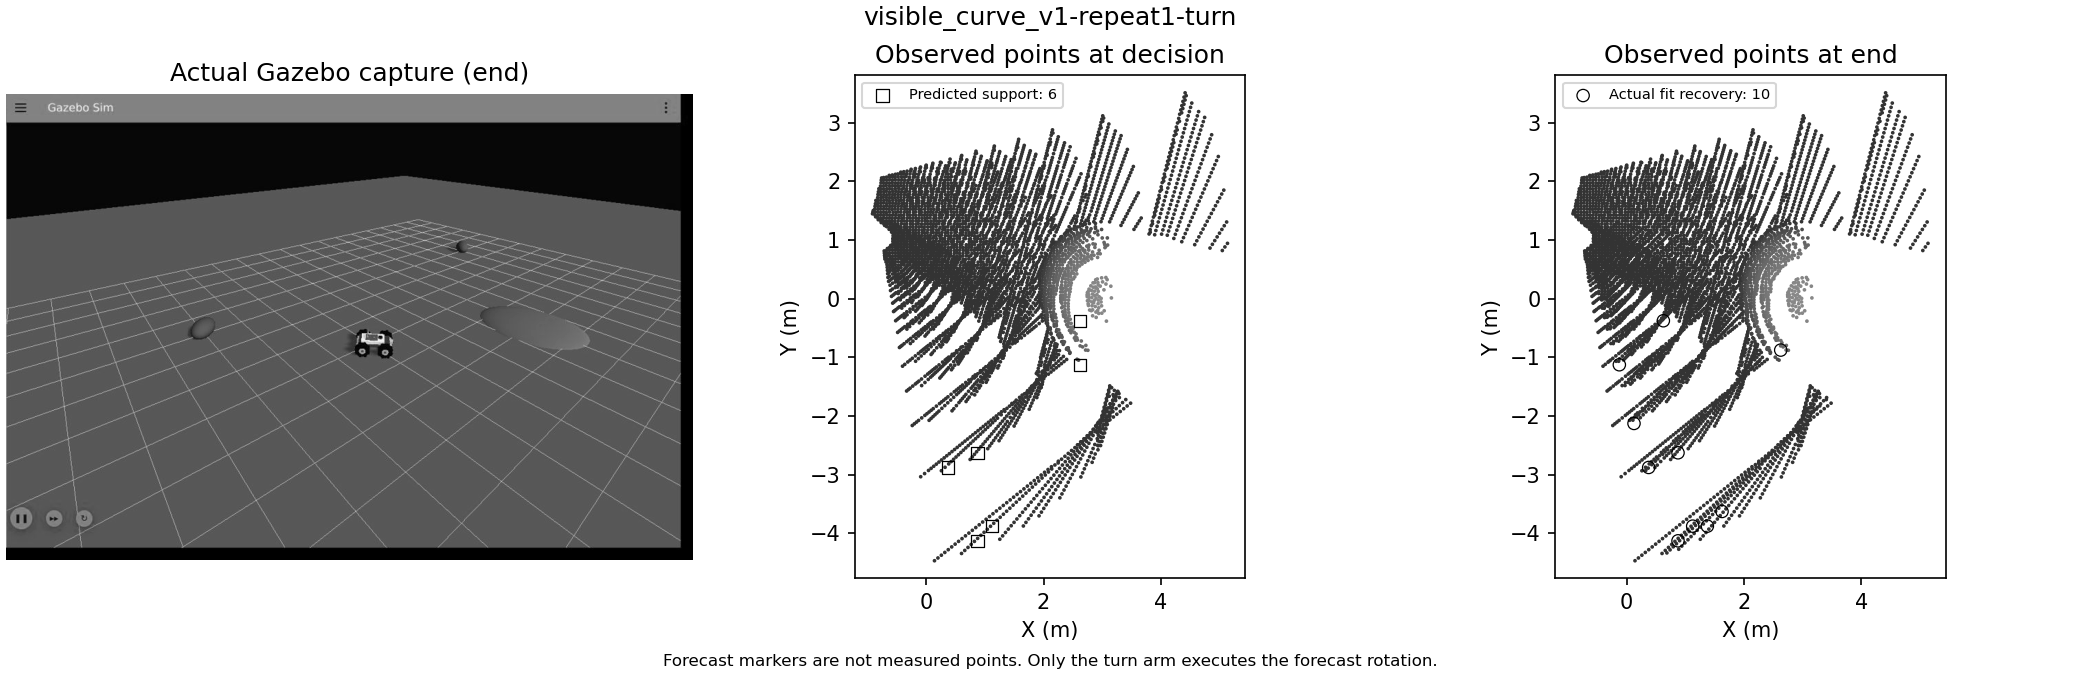 visible_curve_v1-repeat1-turn
Actual Gazebo capture (end)
Gazebo Sim
Observed points at decision
Predicted support: 6
3
2
1
0
−1
−2
−3
−4
Y (m)
0 2 4
X (m)
Observed points at end
Actual fit recovery: 10
3
2
1
0
−1
−2
−3
−4
Y (m)
0 2 4
X (m)
Forecast markers are not measured points. Only the turn arm executes the forecast rotation.